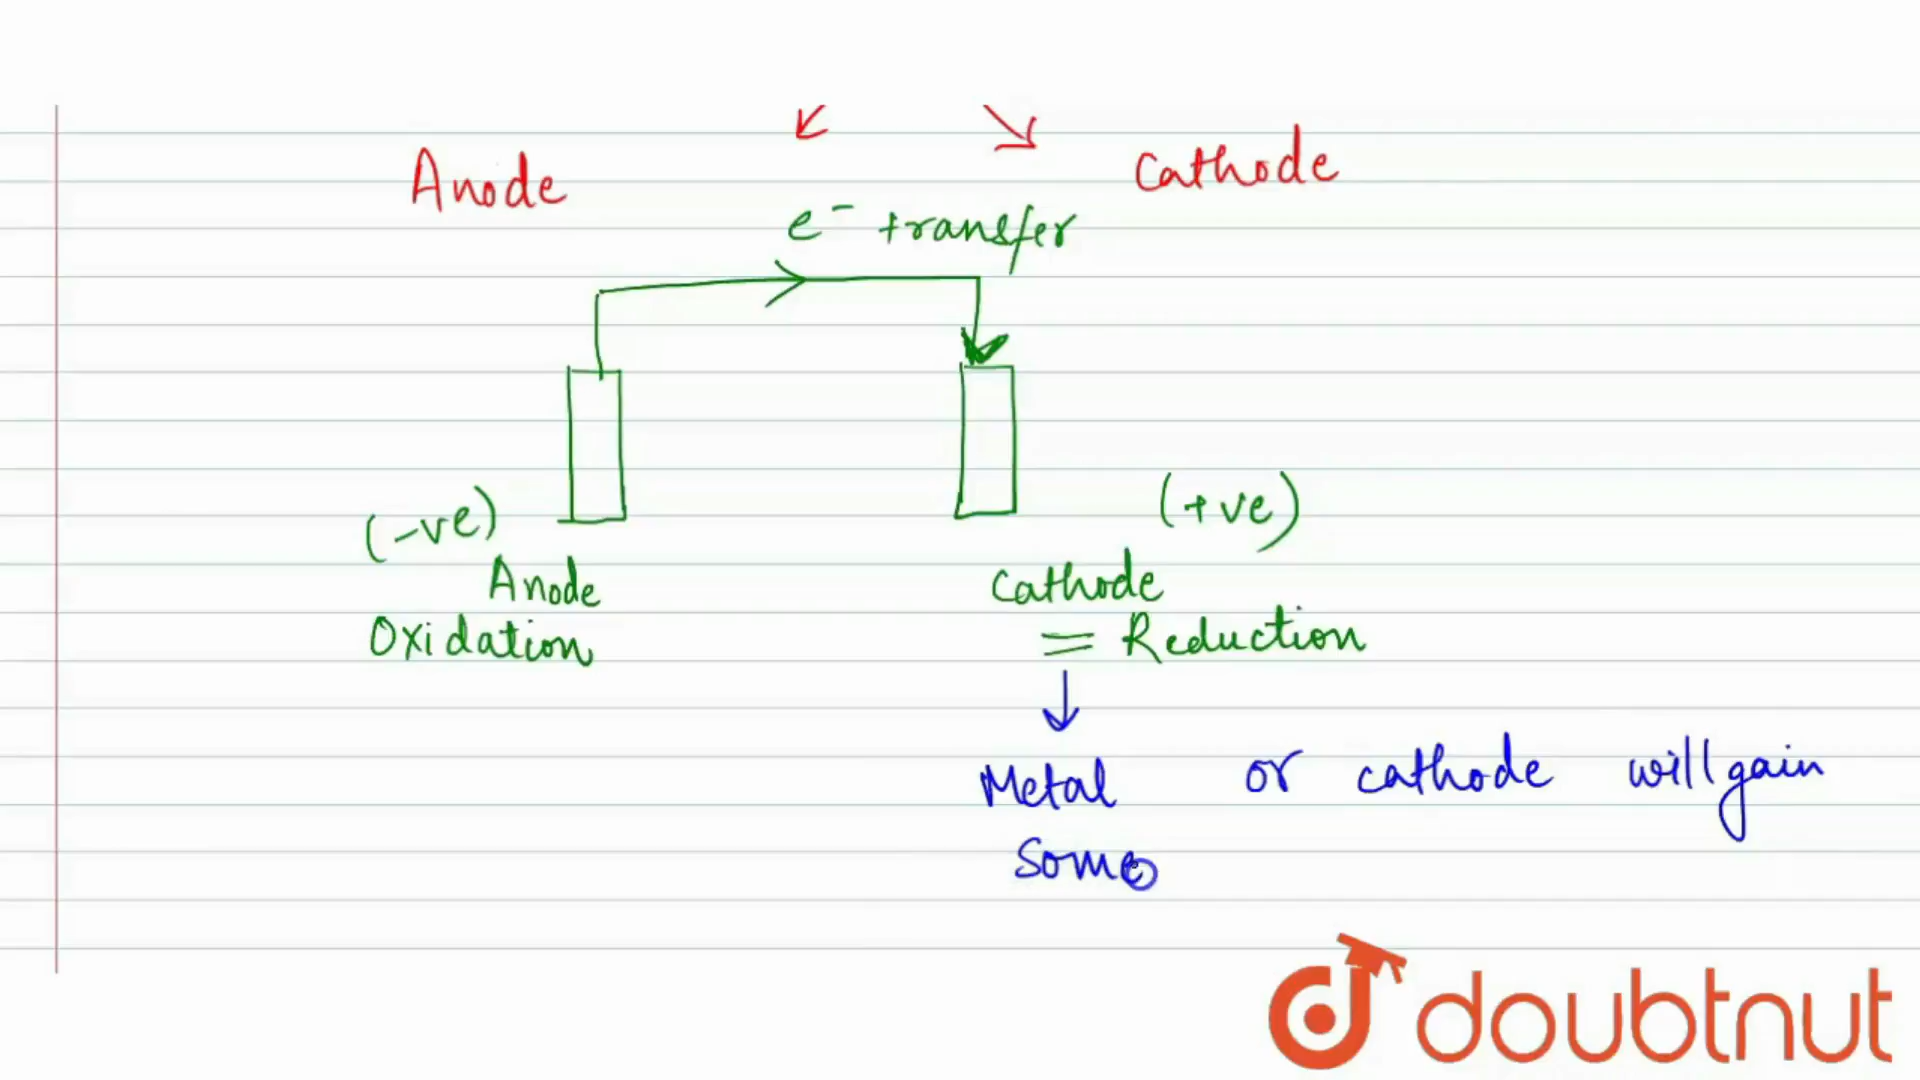 Anode
Cathode
e⁻ transfer
(-ve)
(+ve)
Anode
Cathode
Oxidation
= Reduction
Metal or cathode will gain
Some
doubtnut